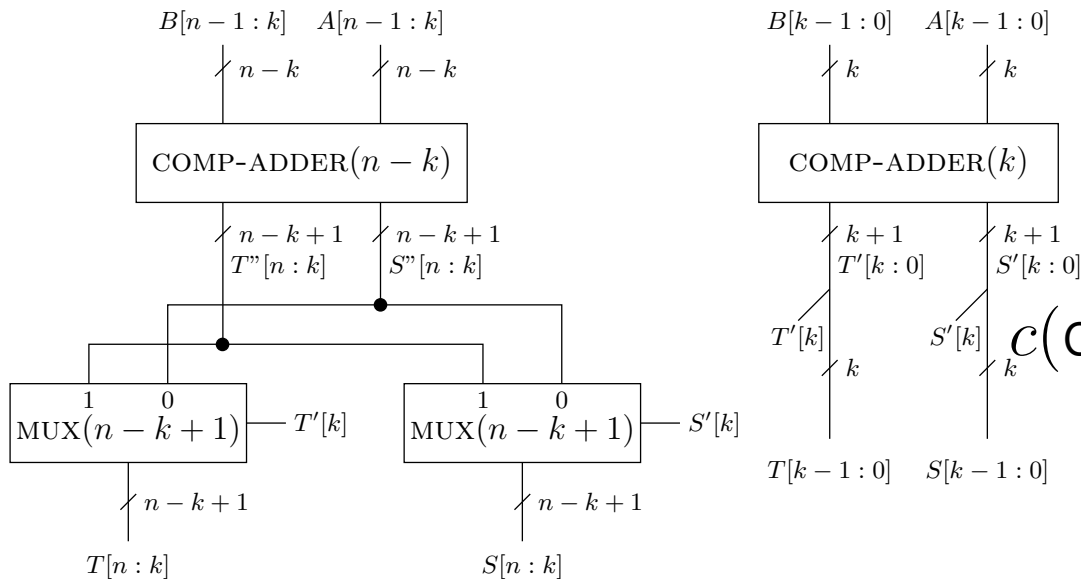 B[n − 1 : k] A[n − 1 : k] B[k − 1 : 0] A[k − 1 : 0]
n − k n − k k k
COMP-ADDER(n − k) COMP-ADDER(k)
n − k + 1 n − k + 1 k + 1 k + 1
T”[n : k] S”[n : k] T′[k : 0] S′[k : 0]
T′[k] S′[k] c(
k k
1 0 1 0
MUX(n − k + 1) T′[k] MUX(n − k + 1) S′[k]
T[k − 1 : 0] S[k − 1 : 0]
n − k + 1 n − k + 1
T[n : k] S[n : k]